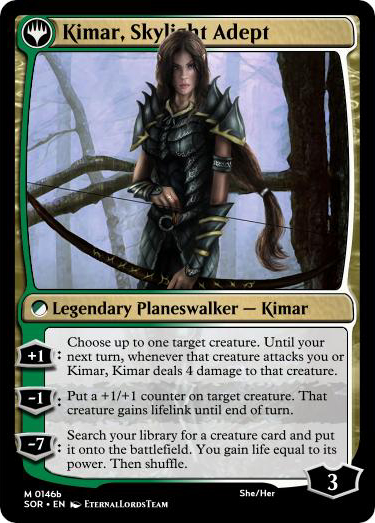 Kimar, Skylight Adept
Legendary Planeswalker — Kimar
+1: Choose up to one target creature. Until your
next turn, whenever that creature attacks you or
Kimar, Kimar deals 4 damage to that creature.
-1: Put a +1/+1 counter on target creature. That
creature gains lifelink until end of turn.
-7: Search your library for a creature card and put
it onto the battlefield. You gain life equal to its
power. Then shuffle.
3
M 0146b
She/Her
SOR • EN EternalLordsTeam